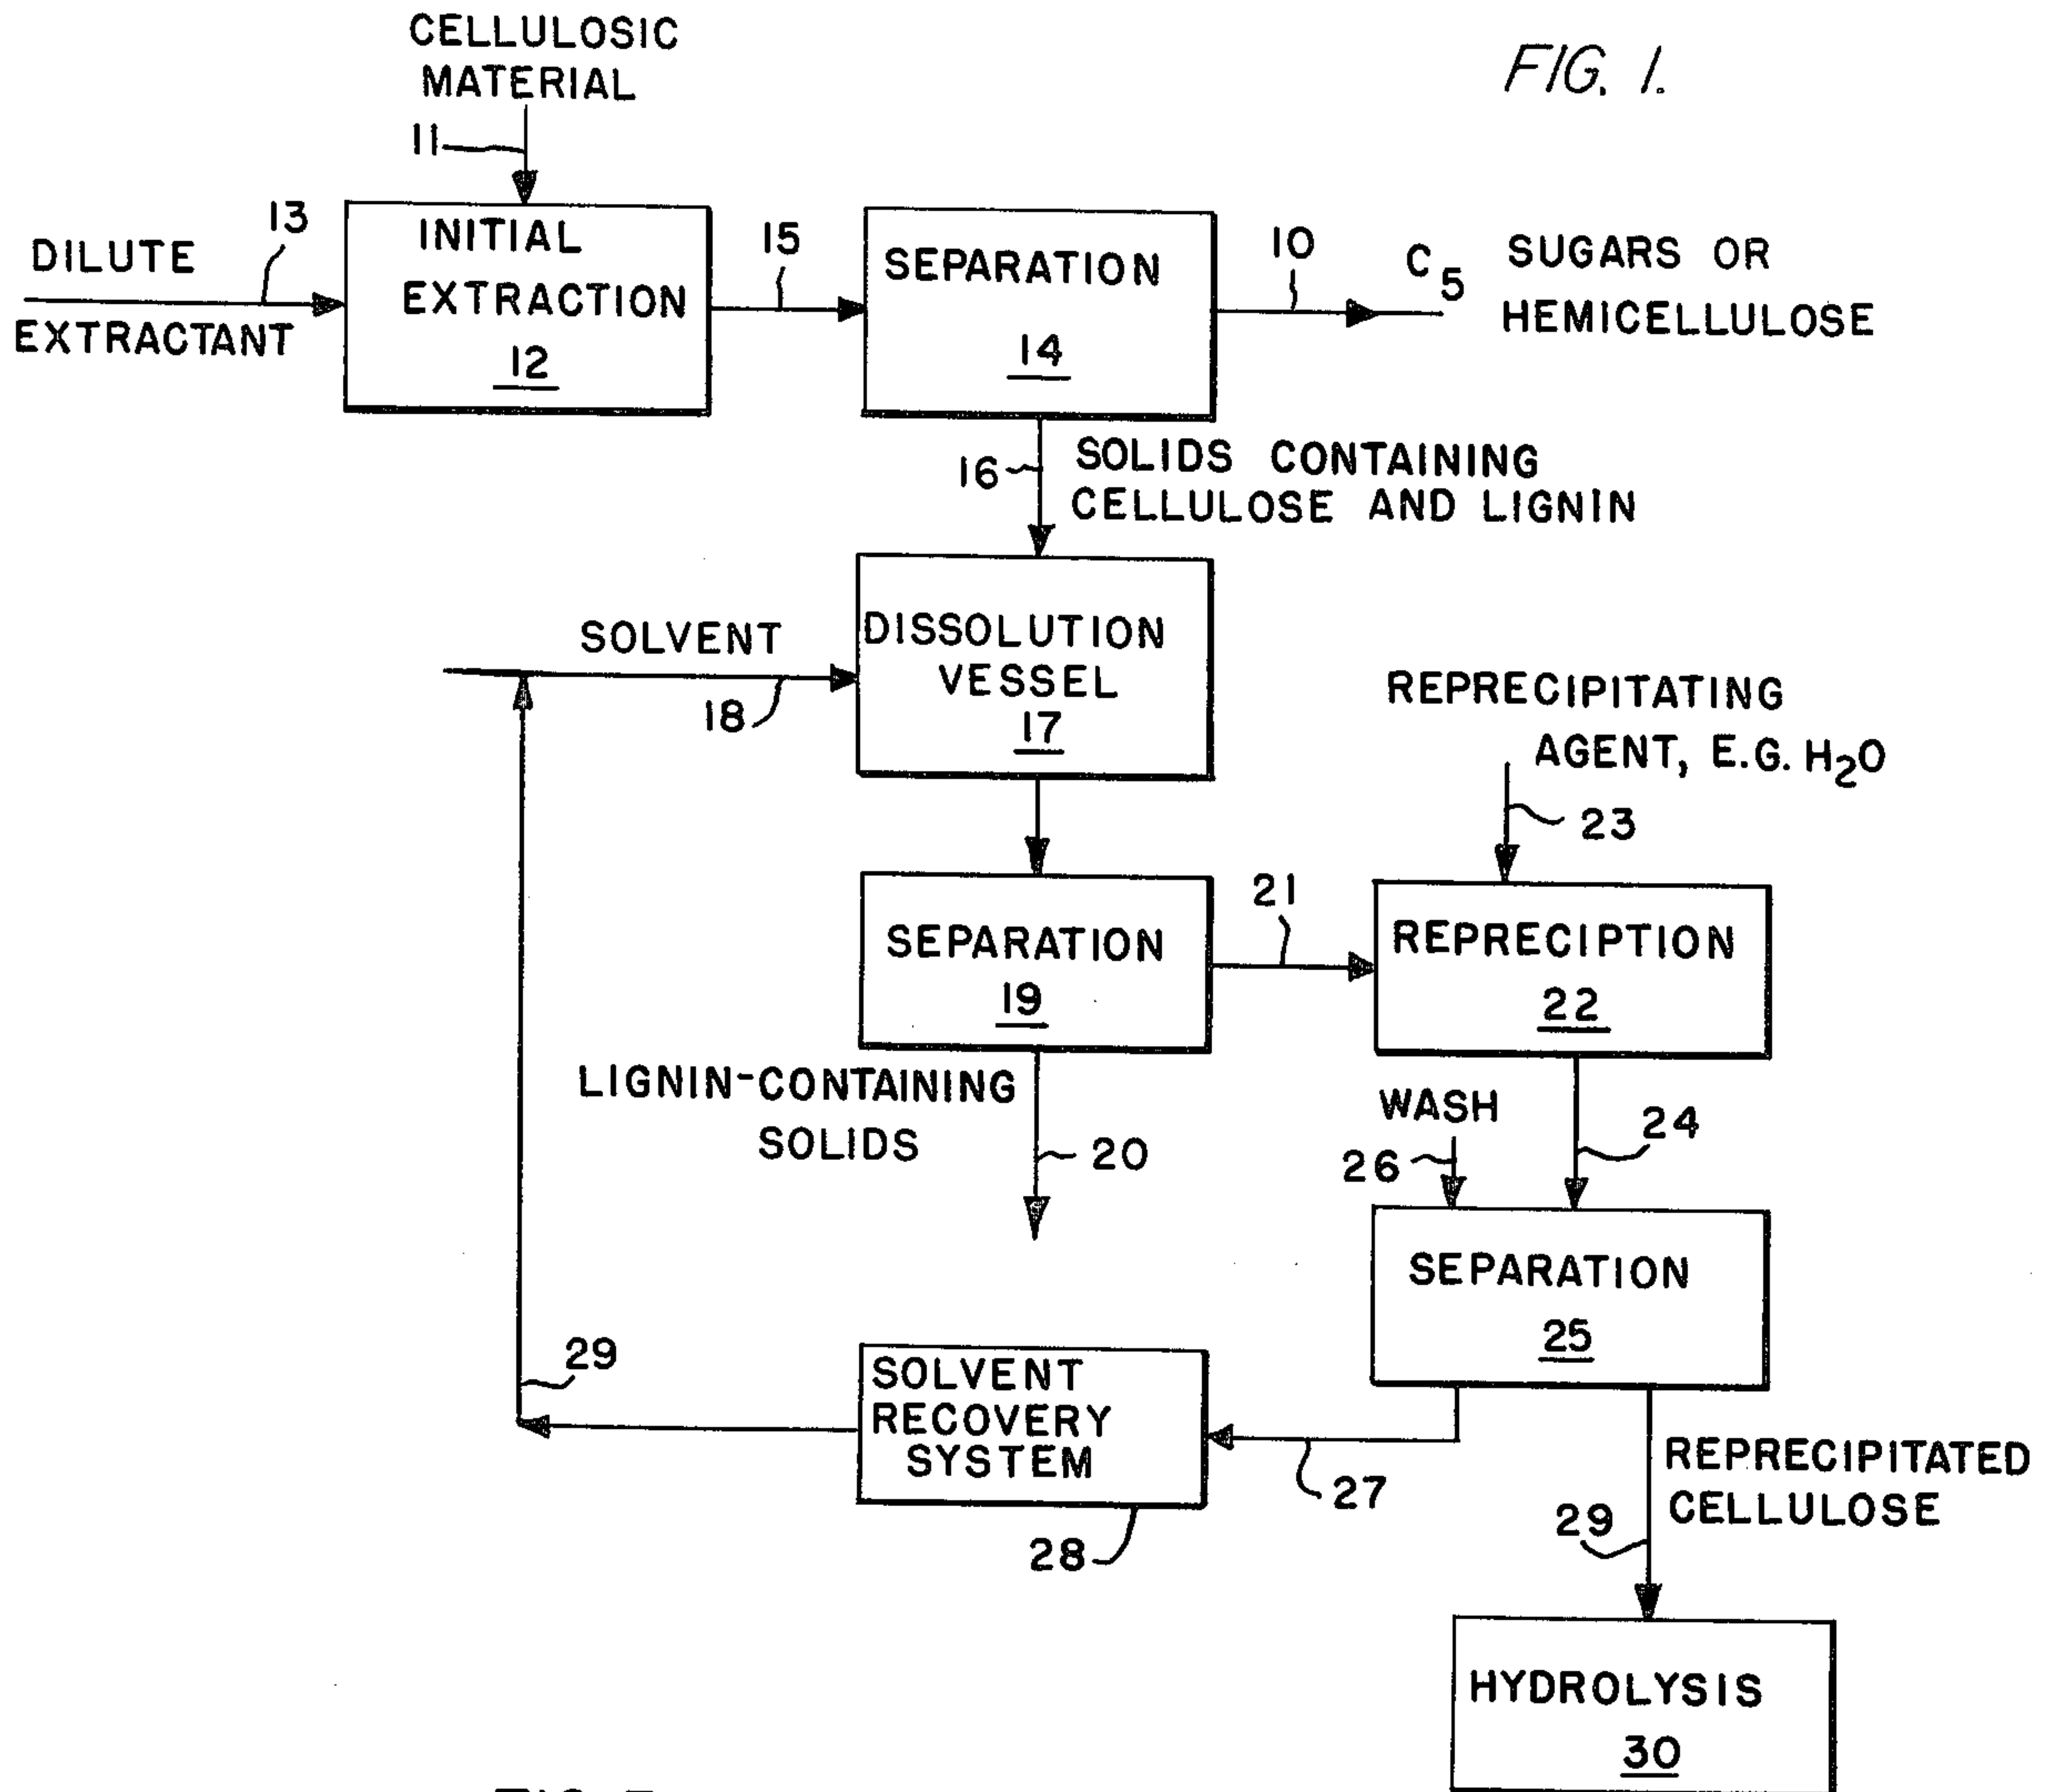 CELLULOSIC
MATERIAL
FIG. 1.
11
13
DILUTE
EXTRACTANT
INITIAL
EXTRACTION
12
15
SEPARATION
14
10
C5 SUGARS OR
HEMICELLULOSE
16
SOLIDS CONTAINING
CELLULOSE AND LIGNIN
SOLVENT
18
DISSOLUTION
VESSEL
17
REPRECIPITATING
AGENT, E.G. H2O
23
SEPARATION
19
21
REPRECIPTION
22
LIGNIN-CONTAINING
SOLIDS
20
WASH
26
24
SEPARATION
25
29
SOLVENT
RECOVERY
SYSTEM
28
27
REPRECIPITATED
CELLULOSE
29
HYDROLYSIS
30